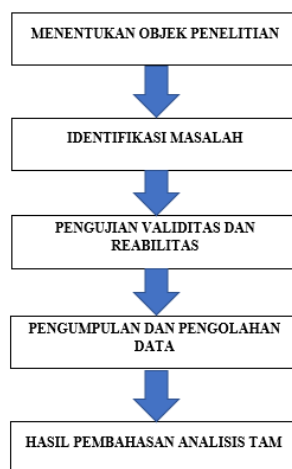 MENENTUKAN OBJEK PENELITIAN
IDENTIFIKASI MASALAH
PENGUJIAN VALIDITAS DAN
REABILITAS
PENGUMPULAN DAN PENGOLAHAN
DATA
HASIL PEMBAHASAN ANALISIS TAM